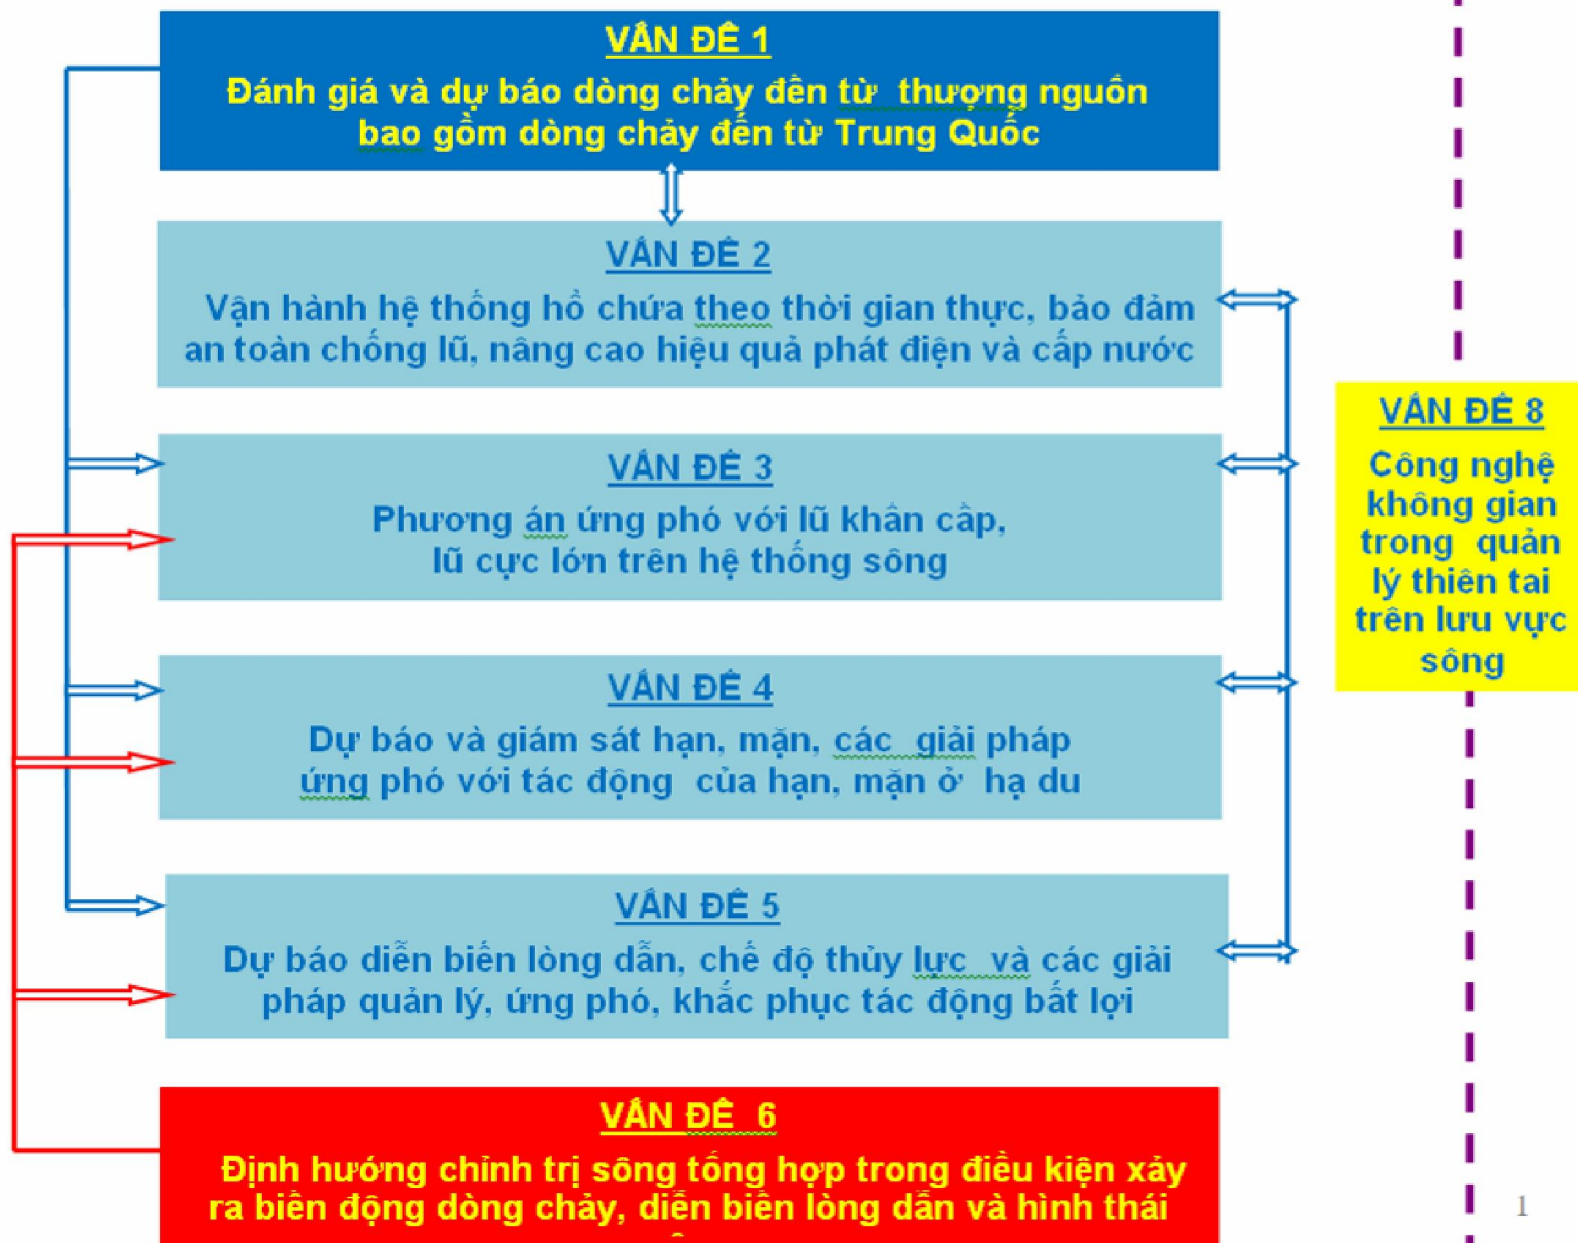 VẤN ĐỀ 1
Đánh giá và dự báo dòng chảy đến từ thượng nguồn
bao gồm dòng chảy đến từ Trung Quốc
VẤN ĐỀ 2
Vận hành hệ thống hồ chứa theo thời gian thực, bảo đảm
an toàn chống lũ, nâng cao hiệu quả phát điện và cấp nước
VẤN ĐỀ 3
Phương án ứng phó với lũ khẩn cấp,
lũ cực lớn trên hệ thống sông
VẤN ĐỀ 4
Dự báo và giám sát hạn, mặn, các giải pháp
ứng phó với tác động của hạn, mặn ở hạ du
VẤN ĐỀ 5
Dự báo diễn biến lòng dẫn, chế độ thủy lực và các giải
pháp quản lý, ứng phó, khắc phục tác động bất lợi
VẤN ĐỀ 6
Định hướng chỉnh trị sông tổng hợp trong điều kiện xảy
ra biến động dòng chảy, diễn biến lòng dẫn và hình thái
VẤN ĐỀ 8
Công nghệ
không gian
trong quản
lý thiên tai
trên lưu vực
sông
1